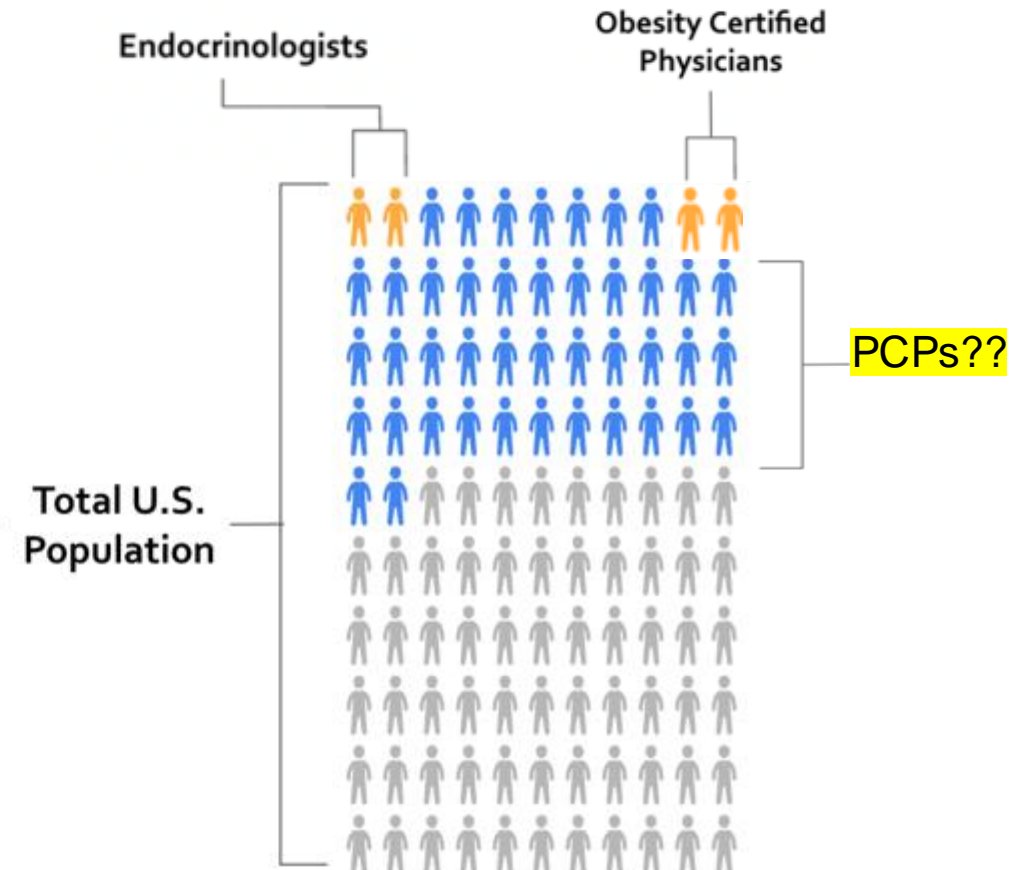 Endocrinologists
Obesity Certified
Physicians
PCPs??
Total U.S.
Population